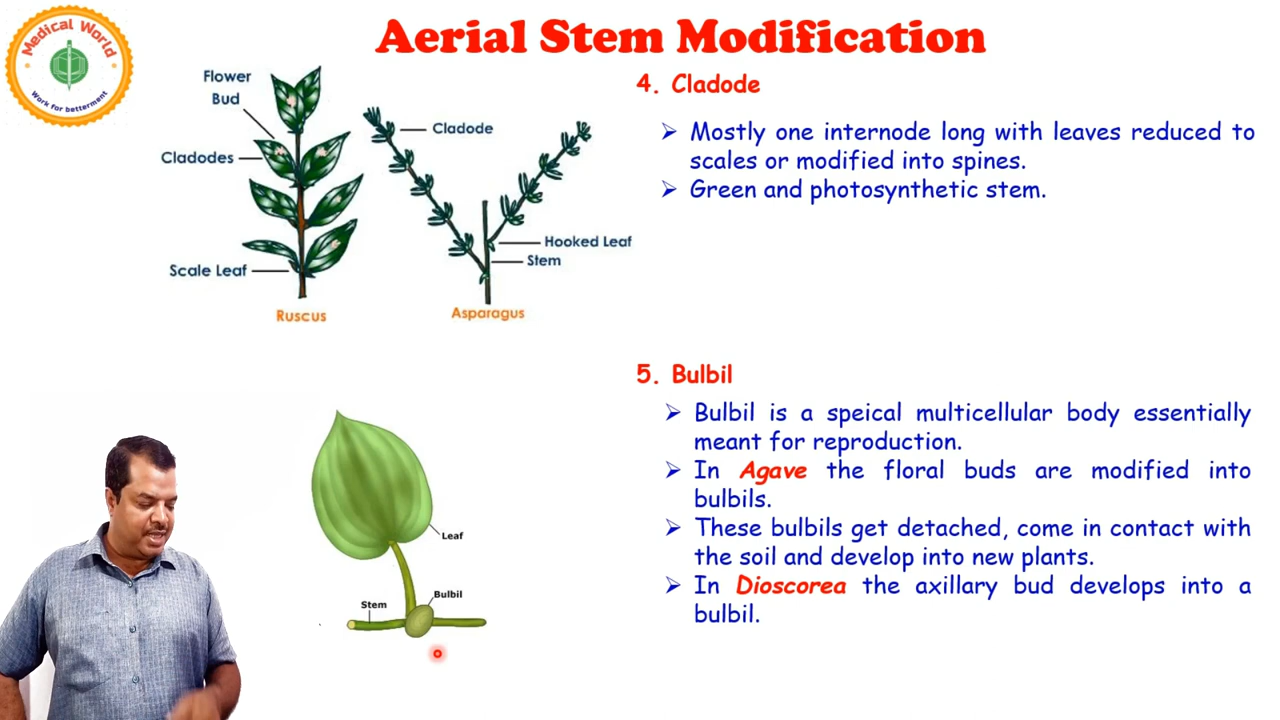 Medical World
Work for betterment
Aerial Stem Modification
Flower
Bud
Cladodes
Scale Leaf
Ruscus
Cladode
Hooked Leaf
Stem
Asparagus
4. Cladode
➢ Mostly one internode long with leaves reduced to
scales or modified into spines.
➢ Green and photosynthetic stem.
Leaf
Bulbil
Stem
5. Bulbil
➢ Bulbil is a speical multicellular body essentially
meant for reproduction.
➢ In Agave the floral buds are modified into
bulbils.
➢ These bulbils get detached, come in contact with
the soil and develop into new plants.
➢ In Dioscorea the axillary bud develops into a
bulbil.